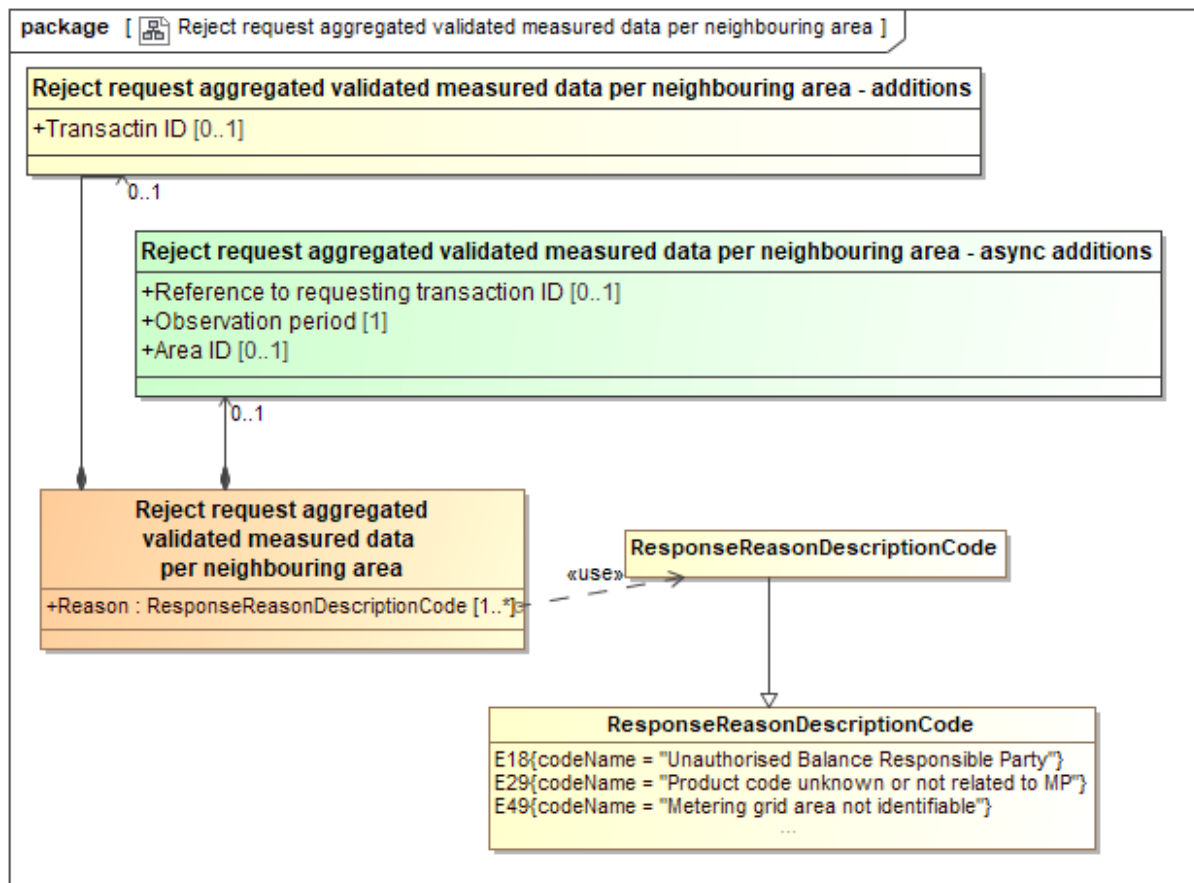 package [ Reject request aggregated validated measured data per neighbouring area ]
Reject request aggregated validated measured data per neighbouring area - additions
+Transactin ID [0..1]
0..1
Reject request aggregated validated measured data per neighbouring area - async additions
+Reference to requesting transaction ID [0..1]
+Observation period [1]
+Area ID [0..1]
0..1
Reject request aggregated
validated measured data
per neighbouring area
+Reason : ResponseReasonDescriptionCode [1..*]
«use»
ResponseReasonDescriptionCode
ResponseReasonDescriptionCode
E18{codeName = "Unauthorised Balance Responsible Party"}
E29{codeName = "Product code unknown or not related to MP"}
E49{codeName = "Metering grid area not identifiable"}
...